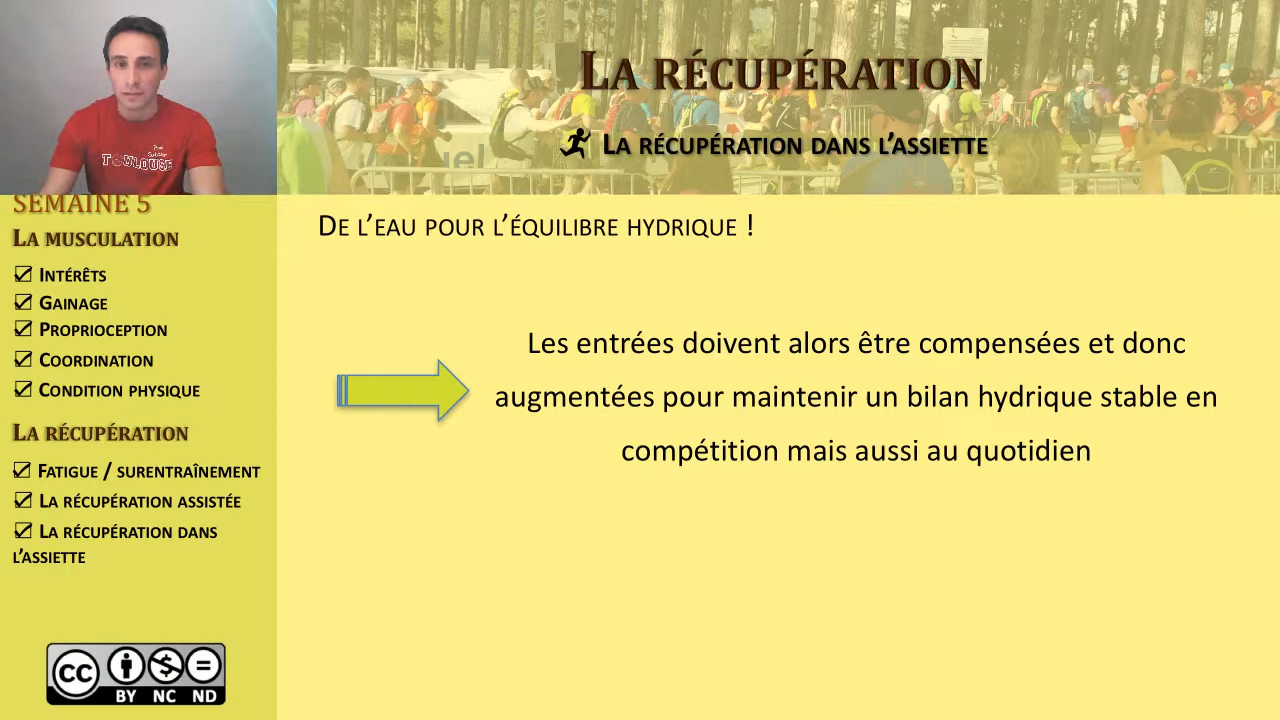 LA RÉCUPÉRATION
LA RÉCUPÉRATION DANS L'ASSIETTE
TOULOUSE
SEMAINE 5
LA MUSCULATION
☑ INTÉRÊTS
☑ GAINAGE
☑ PROPRIOCEPTION
☑ COORDINATION
☑ CONDITION PHYSIQUE
LA RÉCUPÉRATION
☑ FATIGUE / SURENTRAÎNEMENT
☑ LA RÉCUPÉRATION ASSISTÉE
☑ LA RÉCUPÉRATION DANS
L'ASSIETTE
CC BY NC ND
DE L'EAU POUR L'ÉQUILIBRE HYDRIQUE !
Les entrées doivent alors être compensées et donc
augmentées pour maintenir un bilan hydrique stable en
compétition mais aussi au quotidien